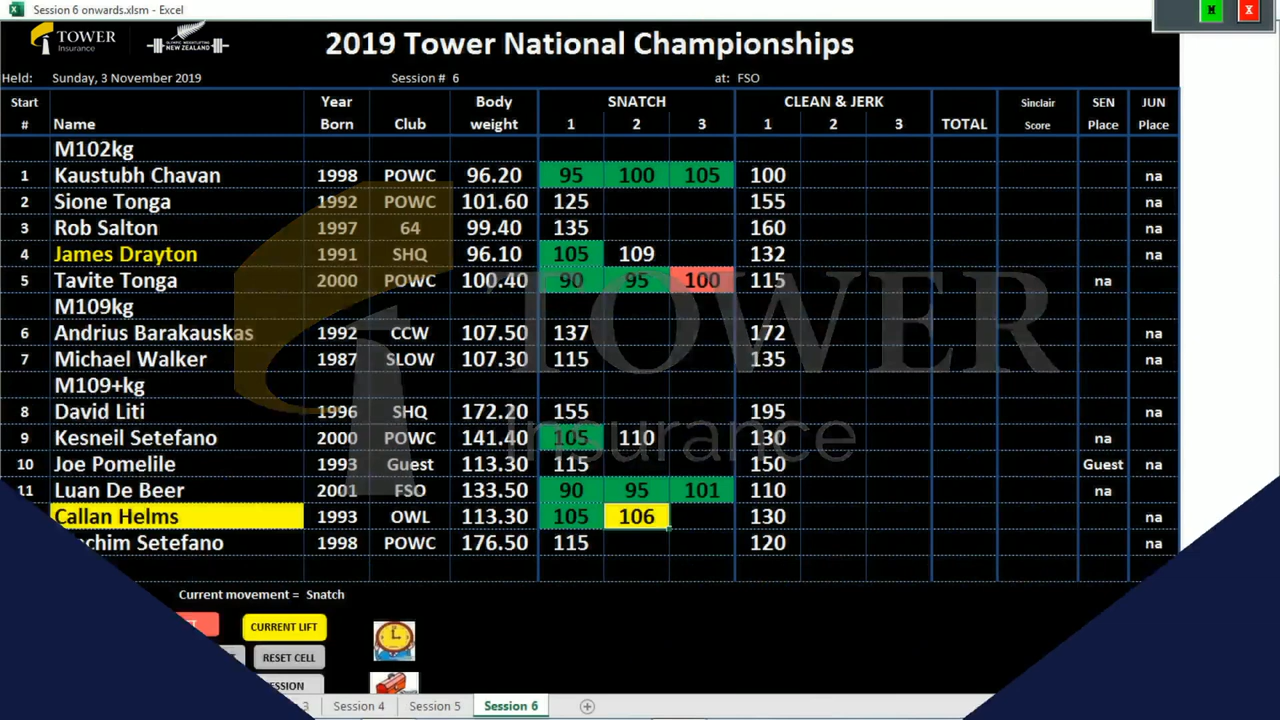 Session 6 onwards.xlsm - Excel
M
X
TOWER
Insurance
OLYMPIC WEIGHTLIFTING
NEW ZEALAND
2019 Tower National Championships
Held: Sunday, 3 November 2019 Session # 6 at: FSO
Start Year Body SNATCH CLEAN & JERK Sinclair SEN JUN
# Name Born Club weight 1 2 3 1 2 3 TOTAL Score Place Place
M102kg
1 Kaustubh Chavan 1998 POWC 96.20 95 100 105 100 na
2 Sione Tonga 1992 POWC 101.60 125 155 na
3 Rob Salton 1997 64 99.40 135 160 na
4 James Drayton 1991 SHQ 96.10 105 109 132 na
5 Tavite Tonga 2000 POWC 100.40 90 95 100 115 na
M109kg
6 Andrius Barakauskas 1992 CCW 107.50 137 172 na
7 Michael Walker 1987 SLOW 107.30 115 135 na
M109+kg
8 David Liti 1996 SHQ 172.20 155 195 na
9 Kesneil Setefano 2000 POWC 141.40 105 110 130 na
10 Joe Pomelile 1993 Guest 113.30 115 150 Guest na
11 Luan De Beer 2001 FSO 133.50 90 95 101 110 na
Callan Helms 1993 OWL 113.30 105 106 130 na
Setefano 1998 POWC 176.50 115 120 na
TOWER
Insurance
Current movement = Snatch
CURRENT LIFT
RESET CELL
Session 4 Session 5 Session 6